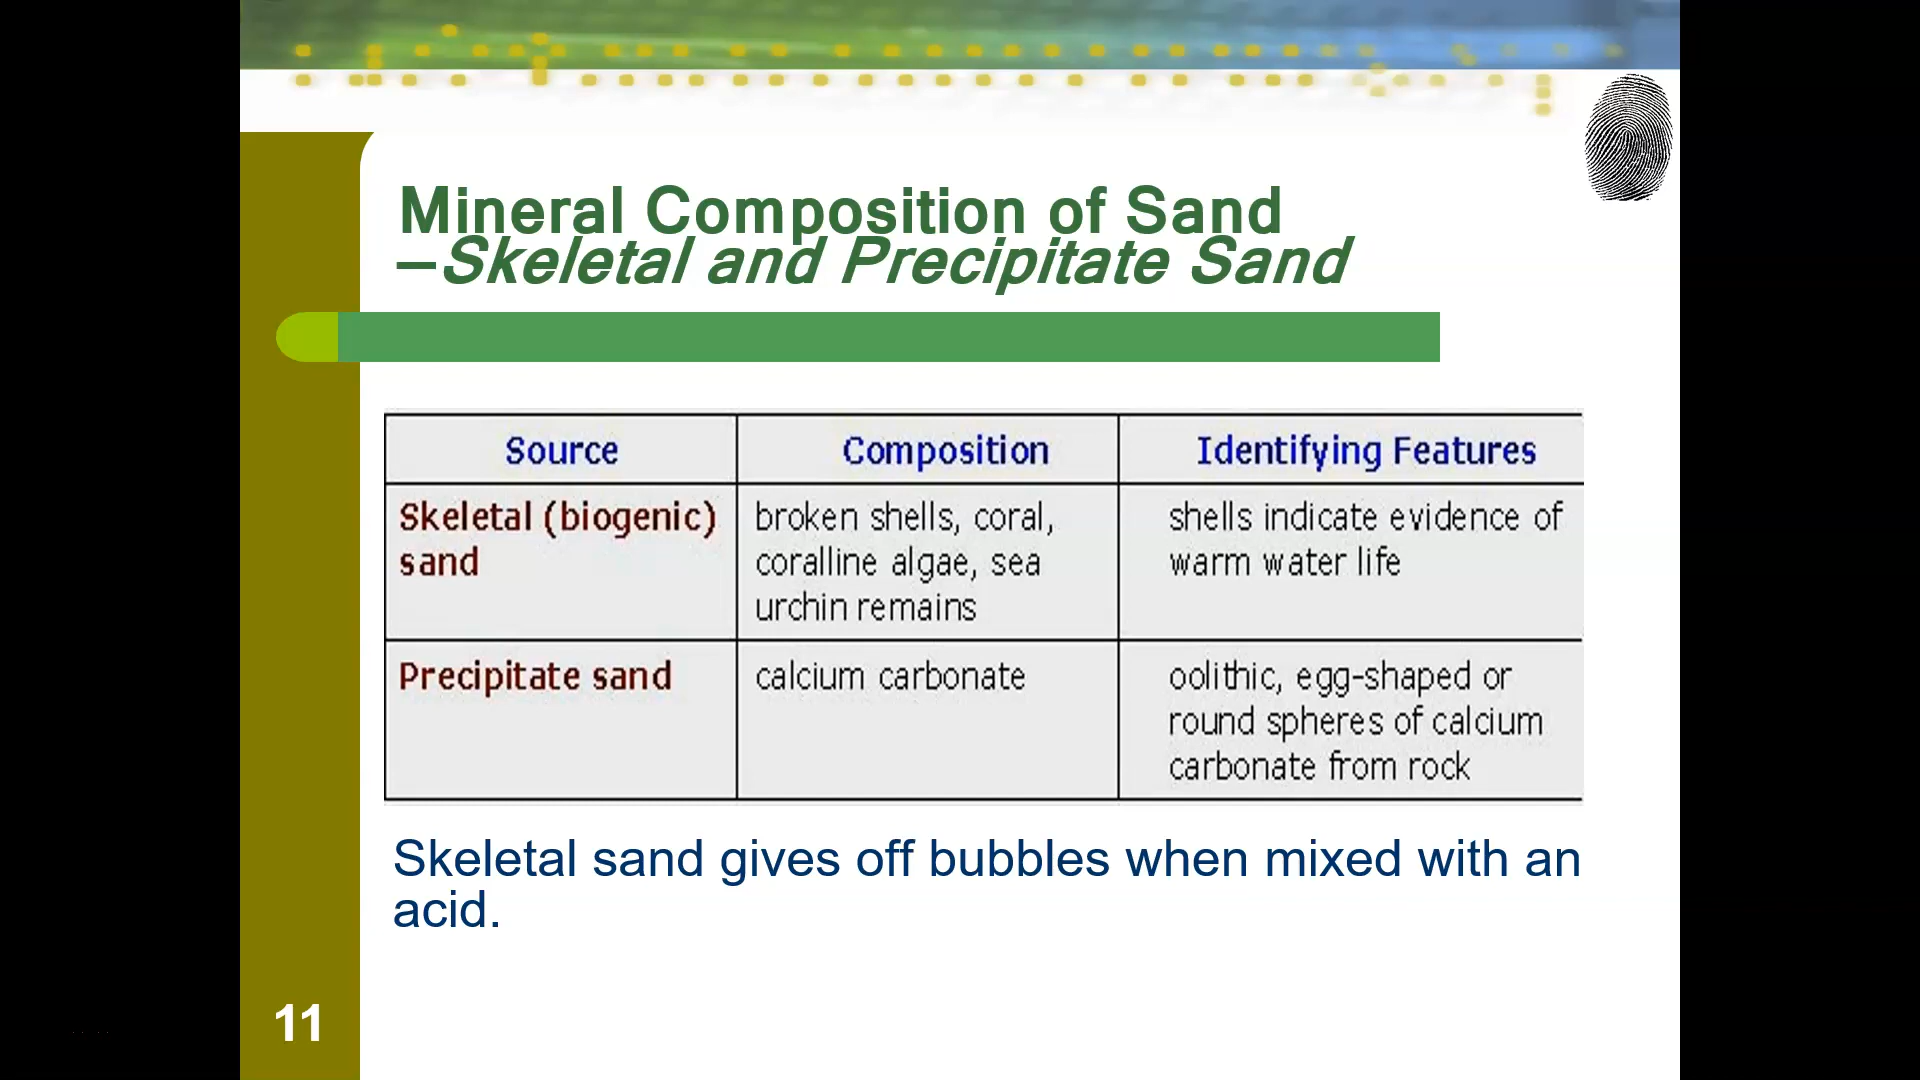 Mineral Composition of Sand
–Skeletal and Precipitate Sand
Source Composition Identifying Features
Skeletal (biogenic) sand
broken shells, coral,
coralline algae, sea
urchin remains
shells indicate evidence of
warm water life
Precipitate sand
calcium carbonate
oolithic, egg-shaped or
round spheres of calcium
carbonate from rock
Skeletal sand gives off bubbles when mixed with an
acid.
11